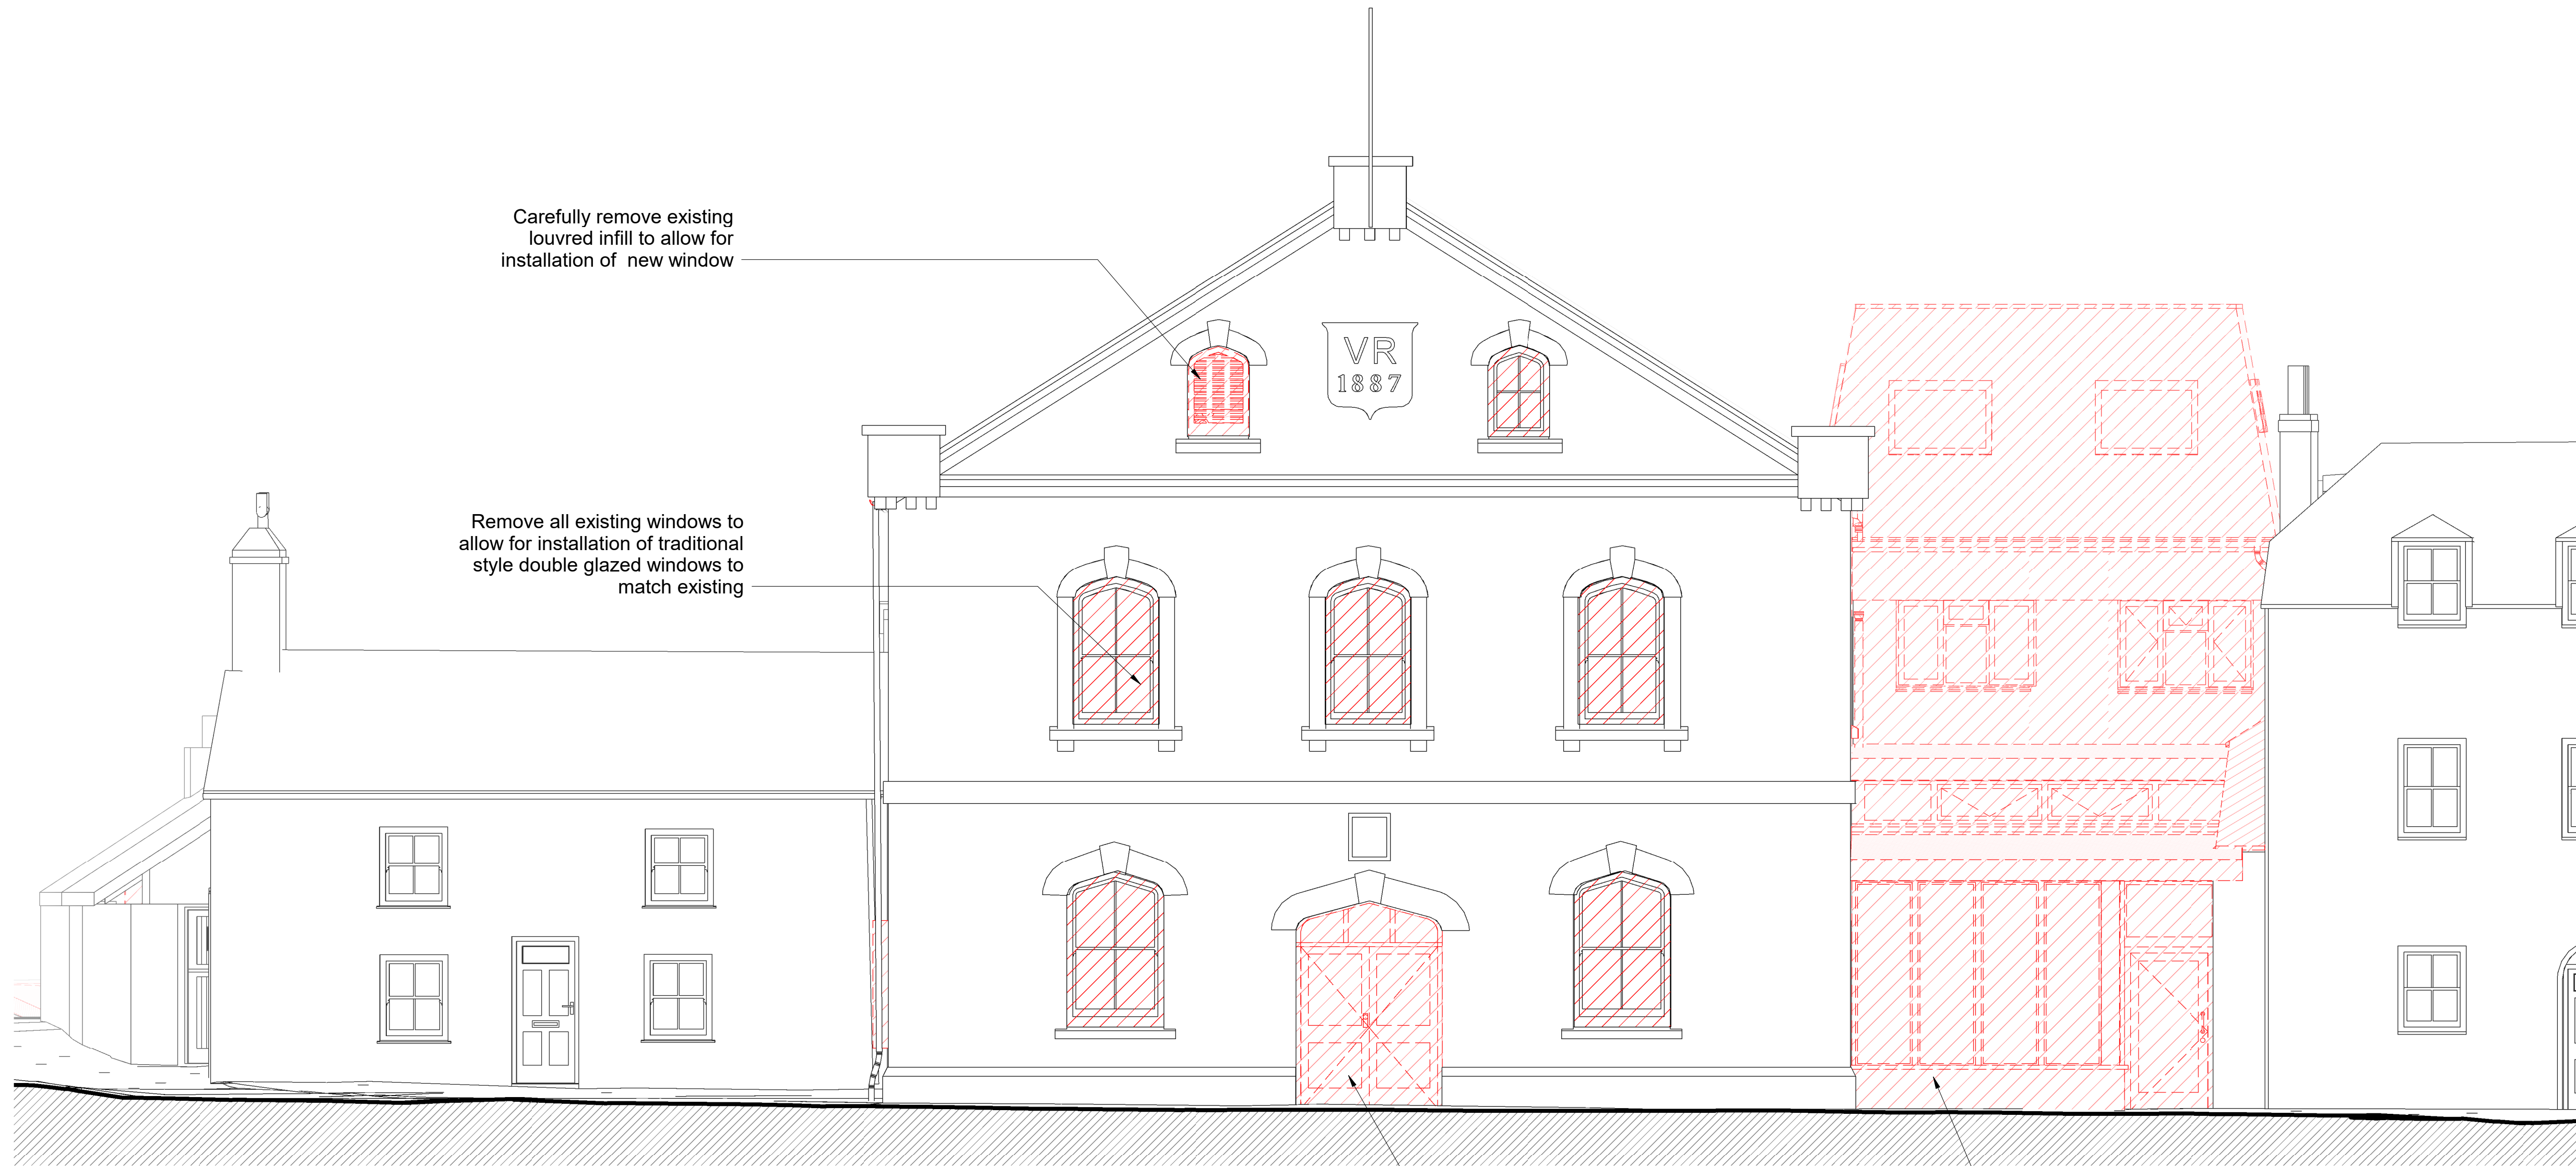 Carefully remove existing
louvred infill to allow for
installation of  new window
VR
1887
Remove all existing windows to
allow for installation of traditional
style double glazed windows to
match existing